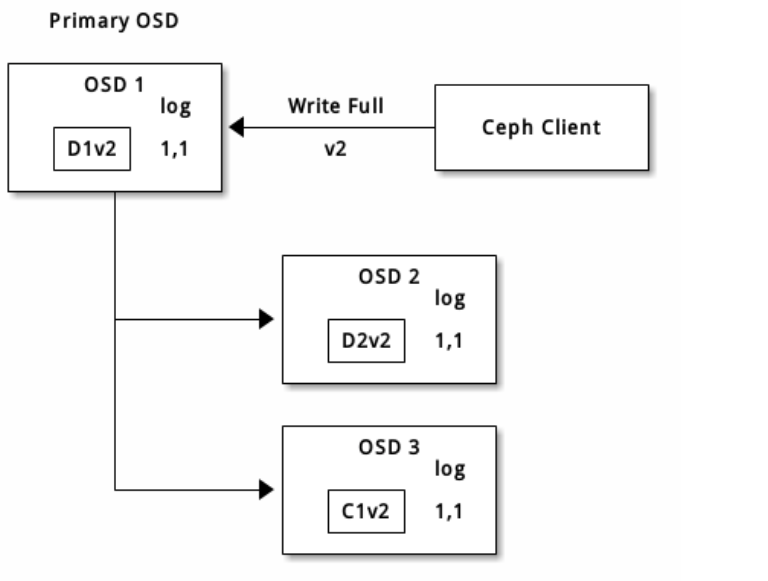 Primary OSD
OSD 1
log
D1v2 1,1
Write Full
v2
Ceph Client
OSD 2
log
D2v2 1,1
OSD 3
log
C1v2 1,1